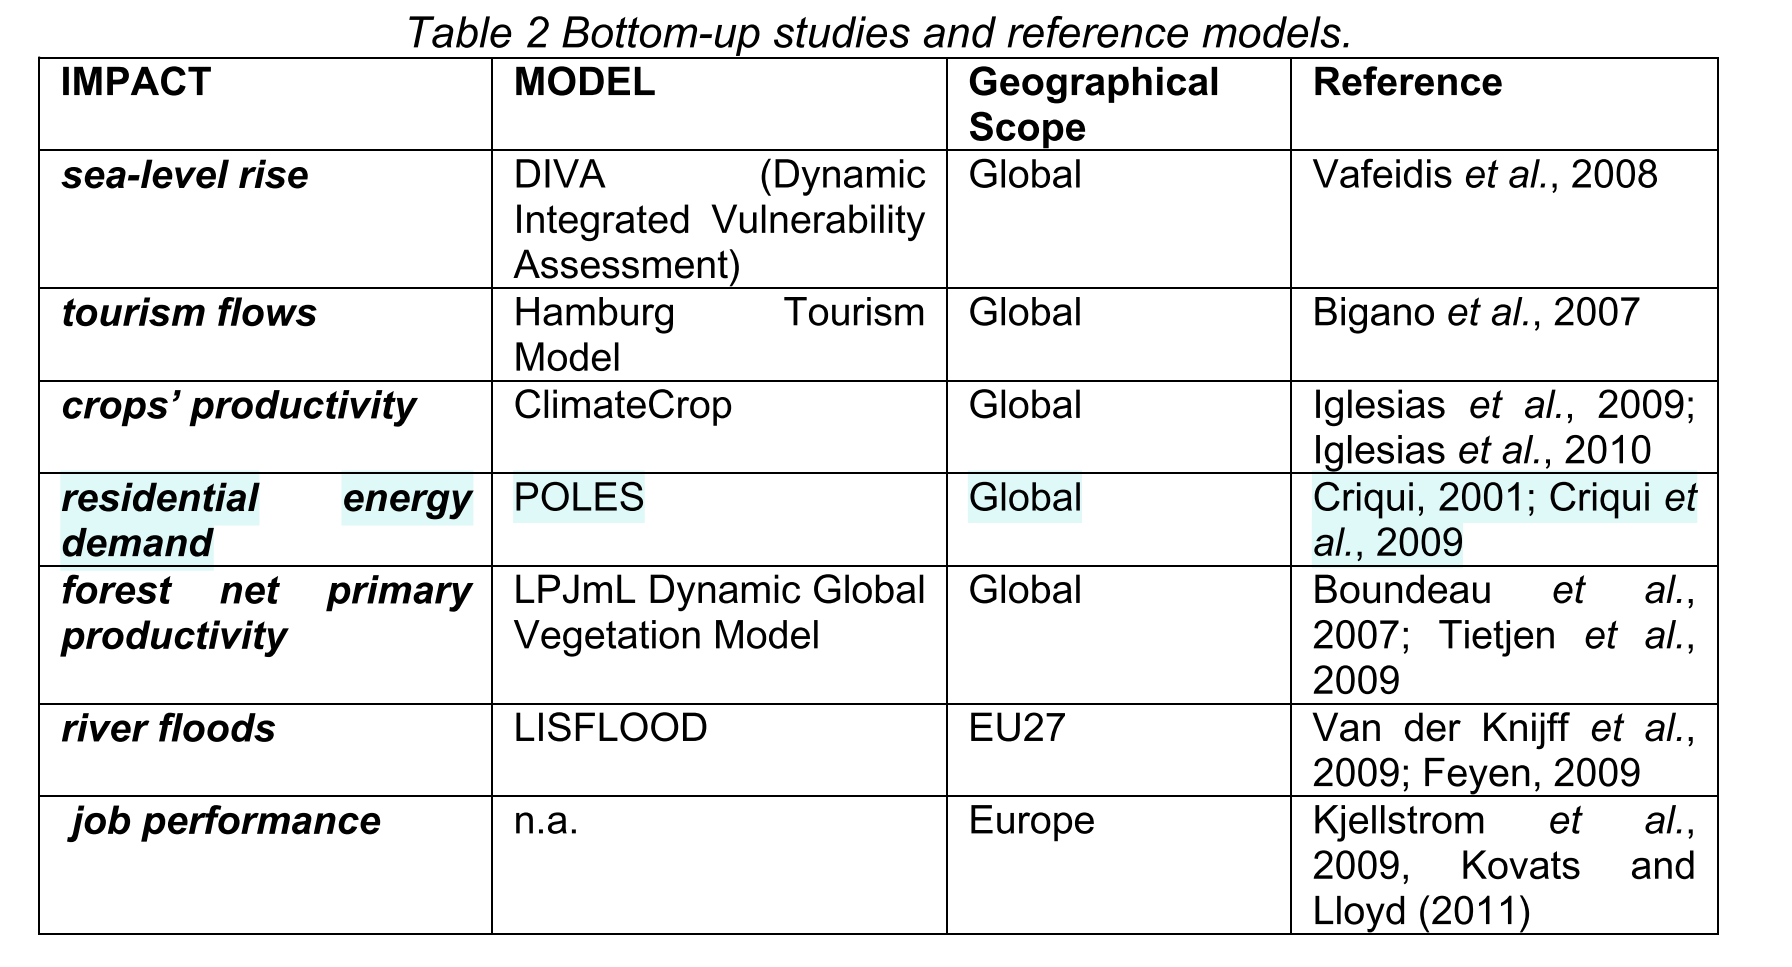 Table 2 Bottom-up studies and reference models.
IMPACT MODEL Geographical Scope Reference
sea-level rise DIVA (Dynamic Integrated Vulnerability Assessment) Global Vafeidis et al., 2008
tourism flows Hamburg Tourism Model Global Bigano et al., 2007
crops’ productivity ClimateCrop Global Iglesias et al., 2009; Iglesias et al., 2010
residential energy demand POLES Global Criqui, 2001; Criqui et al., 2009
forest net primary productivity LPJmL Dynamic Global Vegetation Model Global Boundeau et al., 2007; Tietjen et al., 2009
river floods LISFLOOD EU27 Van der Knijff et al., 2009; Feyen, 2009
job performance n.a. Europe Kjellstrom et al., 2009, Kovats and Lloyd (2011)